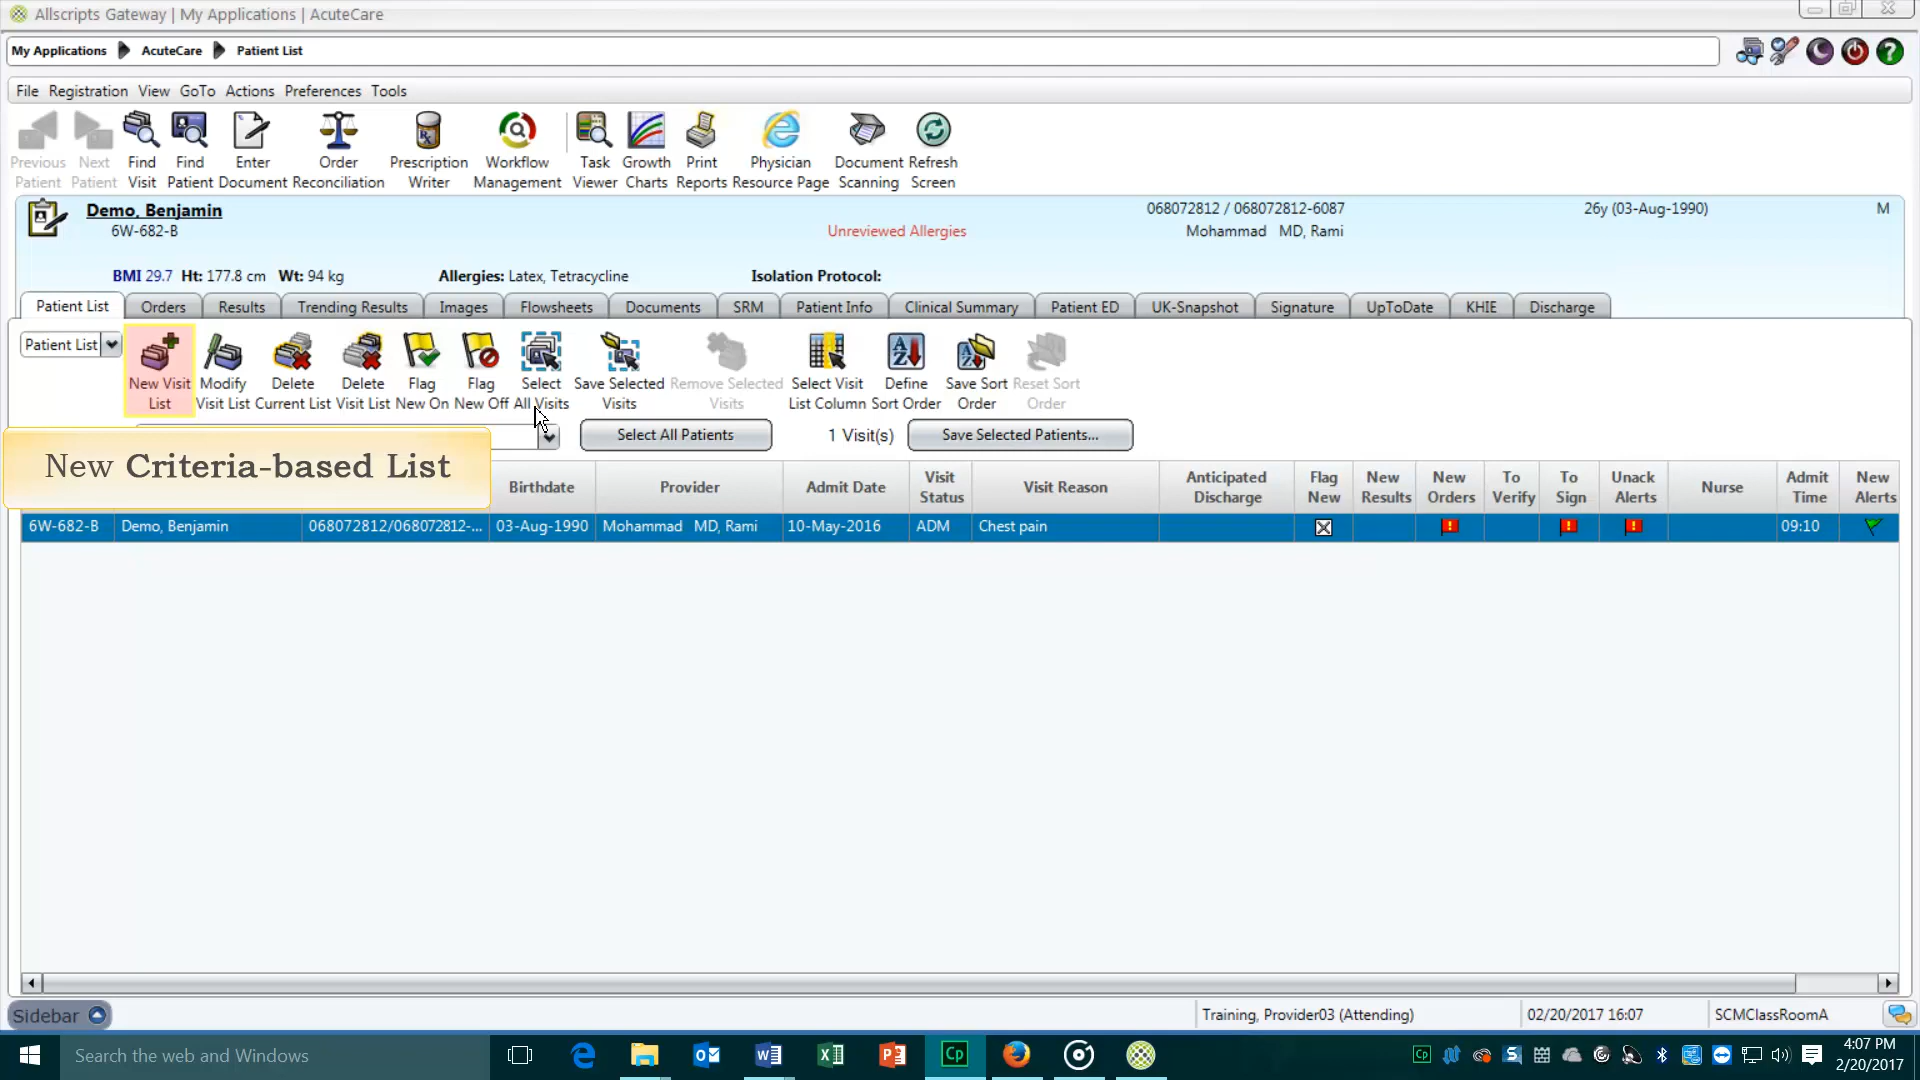 Allscripts Gateway | My Applications | AcuteCare
My Applications AcuteCare Patient List
File Registration View GoTo Actions Preferences Tools
Previous Patient
Next Patient
Find Visit
Find Patient
Enter Document
Order Reconciliation
Prescription Writer
Workflow Management
Task Viewer
Growth Charts
Print Reports
Physician Resource Page
Document Scanning
Refresh Screen
Demo, Benjamin
6W-682-B
Unreviewed Allergies
068072812 / 068072812-6087
Mohammad MD, Rami
26y (03-Aug-1990)
M
BMI 29.7 Ht: 177.8 cm Wt: 94 kg
Allergies: Latex, Tetracycline
Isolation Protocol:
Patient List Orders Results Trending Results Images Flowsheets Documents SRM Patient Info Clinical Summary Patient ED UK-Snapshot Signature UpToDate KHIE Discharge
Patient List
New Visit List
Modify Visit List
Delete Current List
Delete Visit List
Flag New On
Flag New Off
Select All Visits
Save Selected Visits
Remove Selected Visits
Select Visit List Column
Define Sort Order
Save Sort Order
Reset Sort Order
Select All Patients
1 Visit(s)
Save Selected Patients...
New Criteria-based List
Birthdate
Provider
Admit Date
Visit Status
Visit Reason
Anticipated Discharge
Flag New
New Results
New Orders
To Verify
To Sign
Unack Alerts
Nurse
Admit Time
New Alerts
6W-682-B Demo, Benjamin 068072812/068072812-... 03-Aug-1990 Mohammad MD, Rami 10-May-2016 ADM Chest pain 09:10
Sidebar
Training, Provider03 (Attending)
02/20/2017 16:07
SCMClassRoomA
Search the web and Windows
4:07 PM
2/20/2017